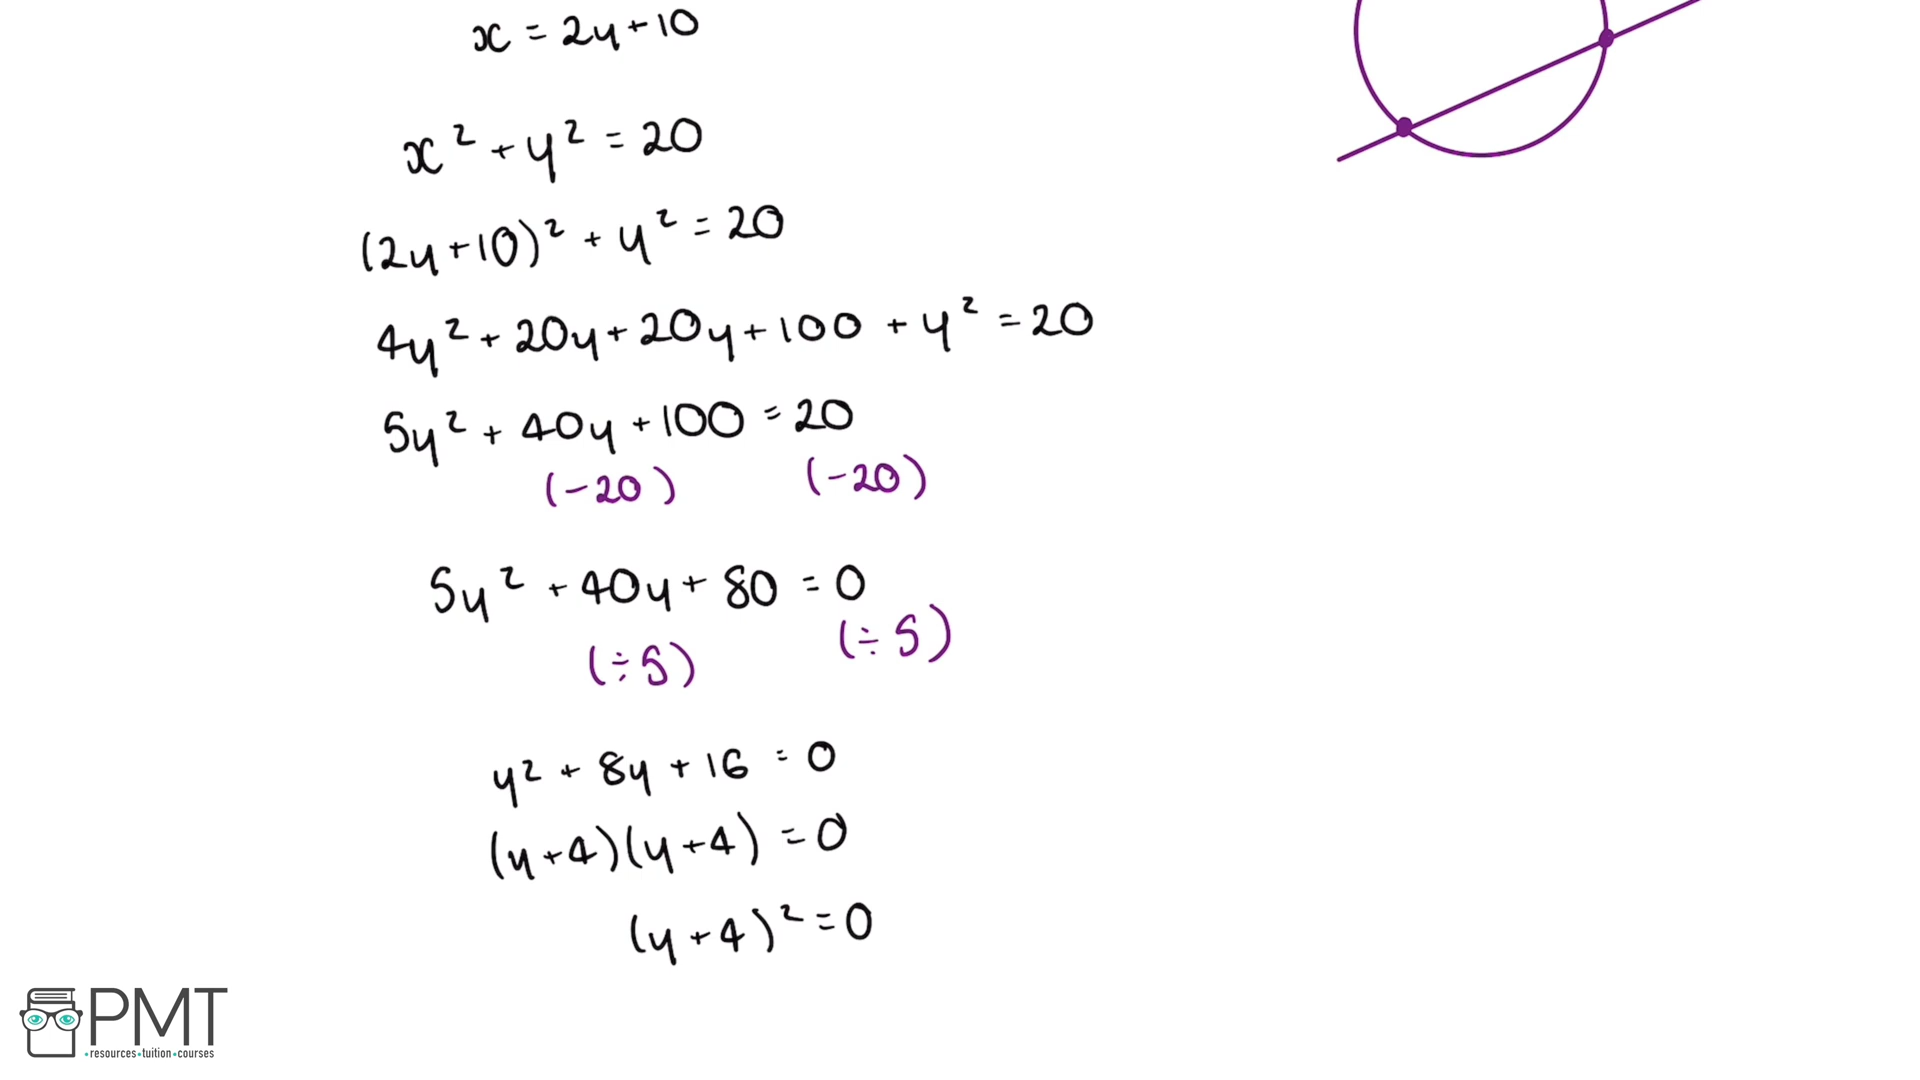 x = 2y + 10
x² + y² = 20
(2y + 10)² + y² = 20
4y² + 20y + 20y + 100 + y² = 20
5y² + 40y + 100 = 20
(-20) (-20)
5y² + 40y + 80 = 0
(÷5) (÷5)
y² + 8y + 16 = 0
(y+4)(y+4) = 0
(y+4)² = 0
PMT
resources tuition courses